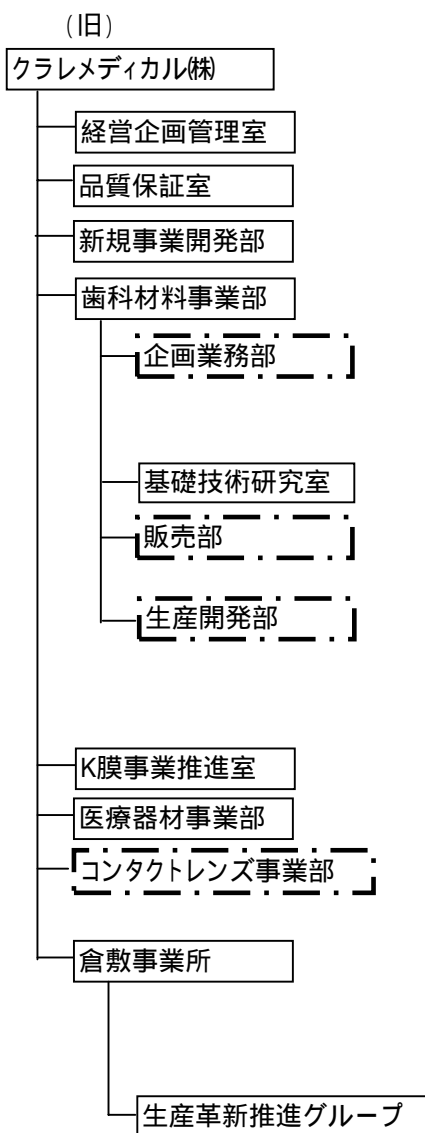 (旧)
クラレメディカル㈱
経営企画管理室
品質保証室
新規事業開発部
歯科材料事業部
企画業務部
基礎技術研究室
販売部
生産開発部
K膜事業推進室
医療器材事業部
コンタクトレンズ事業部
倉敷事業所
生産革新推進グループ